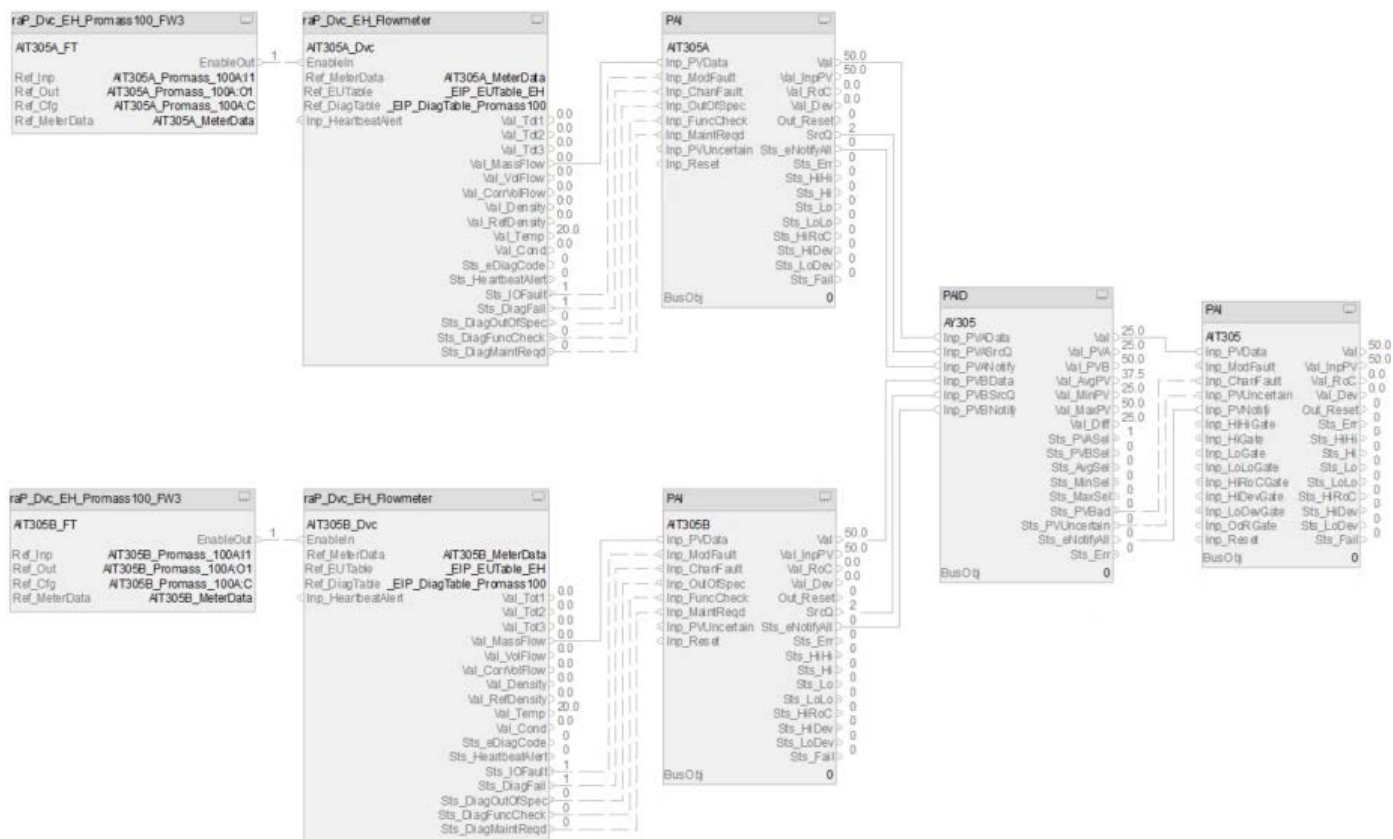 raP_Dvc_EH_Promass100_FW3
AIT305A_FT
EnableOut
1
Ref_Inp AIT305A_Promass_100A:I1
Ref_Out AIT305A_Promass_100A:O1
Ref_Cfg AIT305A_Promass_100A:C
Ref_MeterData AIT305A_MeterData
raP_Dvc_EH_Flowmeter
AIT305A_Dvc
EnableIn
Ref_MeterData AIT305A_MeterData
Ref_EUTable _EIP_EUTable_EH
Ref_DiagTable _EIP_DiagTable_Promass100
Inp_HeartbeatAlert Val_Tot1 0.0
Val_Tot2 0.0
Val_Tot3 0.0
Val_MassFlow 0.0
Val_VolFlow 0.0
Val_CorrVolFlow 0.0
Val_Density 0.0
Val_RefDensity 0.0
Val_Temp 20.0
Val_Cond 0.0
Sts_eDiagCode 0
Sts_HeartbeatAlert 0
Sts_IOFault 1
Sts_DiagFail 1
Sts_DiagOutOfSpec 0
Sts_DiagFuncCheck 0
Sts_DiagMaintReqd 0
PAI
AIT305A
Inp_PVData Val 50.0
Inp_ModFault Val_InpPV 50.0
Inp_ChanFault Val_RoC 0.0
Inp_OutOfSpec Val_Dev 0.0
Inp_FuncCheck Out_Reset 0
Inp_MaintReqd SrcQ 2
Inp_PVUncertain Sts_eNotifyAll 0
Inp_Reset Sts_Err 0
Sts_HiHi 0
Sts_Hi 0
Sts_Lo 0
Sts_LoLo 0
Sts_HiRoC 0
Sts_HiDev 0
Sts_LoDev 0
Sts_Fail 0
BusObj 0
PAID
AY305
Inp_PVAData Val 25.0
Inp_PVASrcQ Val_PVA 25.0
Inp_PVANotify Val_PVB 50.0
Inp_PVBData Val_AvgPV 37.5
Inp_PVBSrcQ Val_MinPV 25.0
Inp_PVBNotify Val_MaxPV 50.0
Val_Diff 25.0
Sts_PVASel 1
Sts_PVBSel 0
Sts_AvgSel 0
Sts_MinSel 0
Sts_MaxSel 0
Sts_PVBad 0
Sts_PVUncertain 0
Sts_eNotifyAll 0
Sts_Err 0
BusObj 0
PAI
AIT305
Inp_PVData Val 50.0
Inp_ModFault Val_InpPV 50.0
Inp_ChanFault Val_RoC 0.0
Inp_PVUncertain Val_Dev 0.0
Inp_PVNotify Out_Reset 0
Inp_HiHiGate Sts_Err 0
Inp_HiGate Sts_HiHi 0
Inp_LoGate Sts_Hi 0
Inp_LoLoGate Sts_Lo 0
Inp_HiRoCGate Sts_LoLo 0
Inp_HiDevGate Sts_HiRoC 0
Inp_LoDevGate Sts_HiDev 0
Inp_OoRGate Sts_LoDev 0
Inp_Reset Sts_Fail 0
BusObj 0
raP_Dvc_EH_Promass100_FW3
AIT305B_FT
EnableOut
1
Ref_Inp AIT305B_Promass_100A:I1
Ref_Out AIT305B_Promass_100A:O1
Ref_Cfg AIT305B_Promass_100A:C
Ref_MeterData AIT305B_MeterData
raP_Dvc_EH_Flowmeter
AIT305B_Dvc
EnableIn
Ref_MeterData AIT305B_MeterData
Ref_EUTable _EIP_EUTable_EH
Ref_DiagTable _EIP_DiagTable_Promass100
Inp_HeartbeatAlert Val_Tot1 0.0
Val_Tot2 0.0
Val_Tot3 0.0
Val_MassFlow 0.0
Val_VolFlow 0.0
Val_CorrVolFlow 0.0
Val_Density 0.0
Val_RefDensity 0.0
Val_Temp 20.0
Val_Cond 0.0
Sts_eDiagCode 0
Sts_HeartbeatAlert 0
Sts_IOFault 1
Sts_DiagFail 1
Sts_DiagOutOfSpec 0
Sts_DiagFuncCheck 0
Sts_DiagMaintReqd 0
PAI
AIT305B
Inp_PVData Val 50.0
Inp_ModFault Val_InpPV 50.0
Inp_ChanFault Val_RoC 0.0
Inp_OutOfSpec Val_Dev 0.0
Inp_FuncCheck Out_Reset 0
Inp_MaintReqd SrcQ 2
Inp_PVUncertain Sts_eNotifyAll 0
Inp_Reset Sts_Err 0
Sts_HiHi 0
Sts_Hi 0
Sts_Lo 0
Sts_LoLo 0
Sts_HiRoC 0
Sts_HiDev 0
Sts_LoDev 0
Sts_Fail 0
BusObj 0